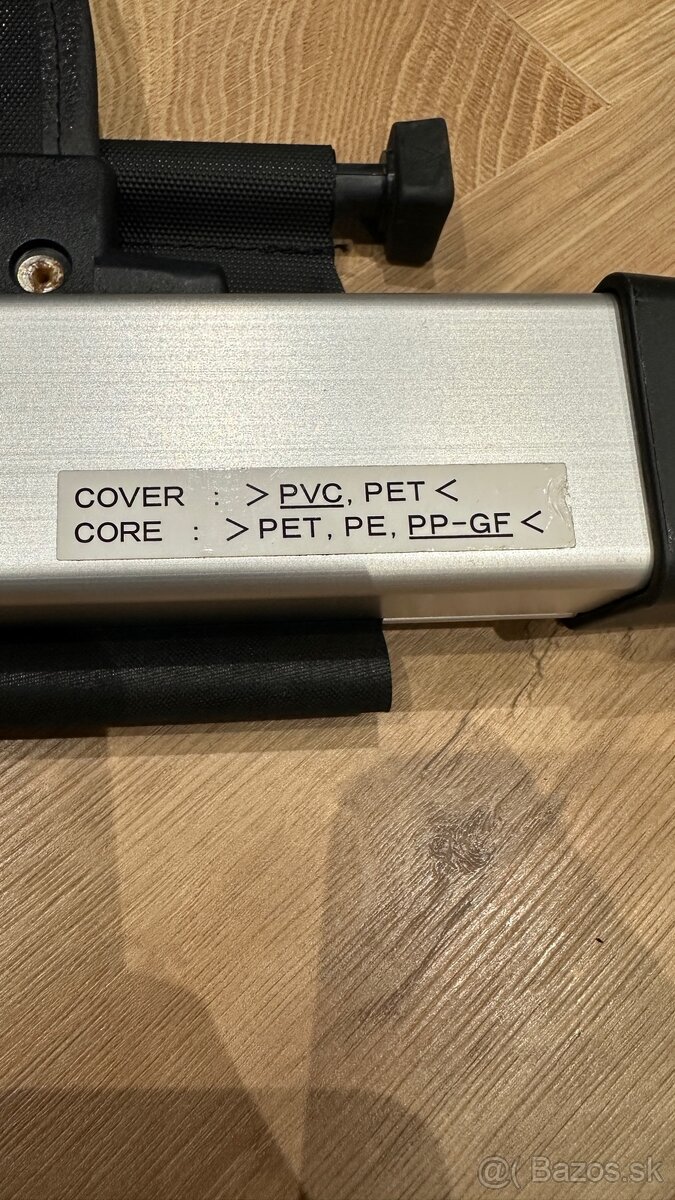 COVER : >PVC, PET<
CORE : >PET, PE, PP-GF<
@( Bazos.sk